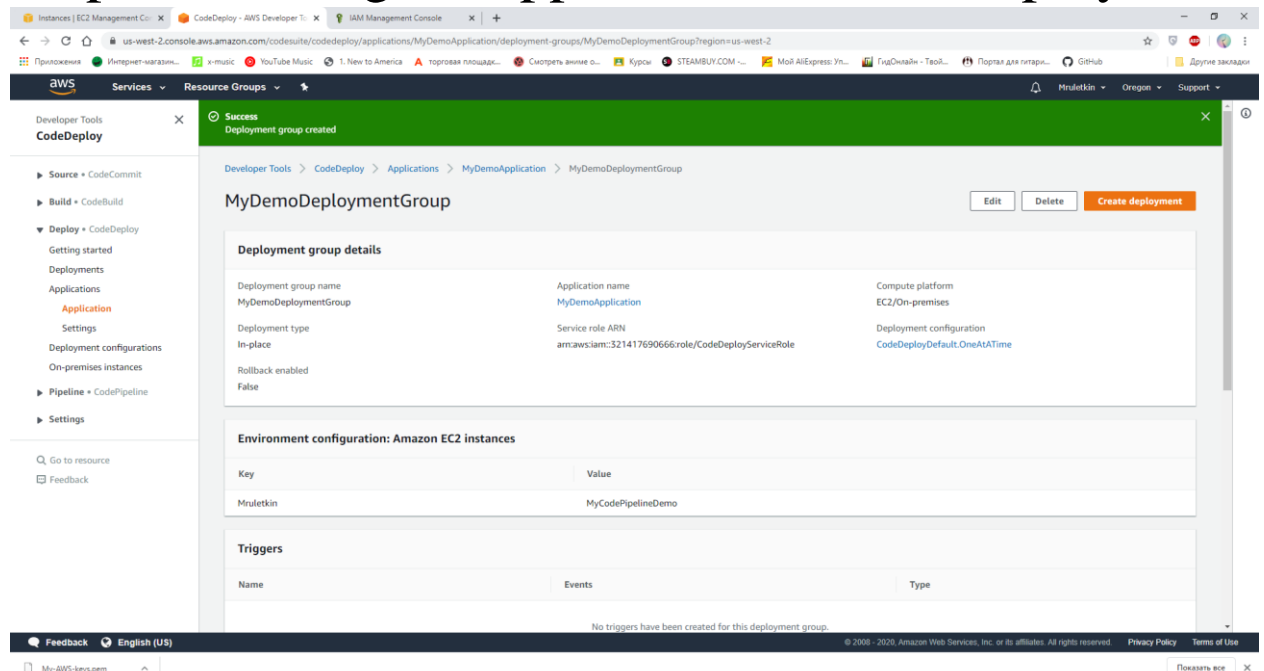 Instances | EC2 Management Con
CodeDeploy - AWS Developer To
IAM Management Console
us-west-2.console.aws.amazon.com/codesuite/codedeploy/applications/MyDemoApplication/deployment-groups/MyDemoDeploymentGroup?region=us-west-2
Приложения Интернет-магазин... x-music YouTube Music 1. New to America торговая площадк... Смотреть аниме о... Курсы STEAMBUY.COM -... Мой AliExpress: Уп... ГидОнлайн - Твой... Портал для гитари... GitHub Другие закладки
aws Services Resource Groups Mruletkin Oregon Support
Developer Tools
CodeDeploy
Source • CodeCommit
Build • CodeBuild
Deploy • CodeDeploy
Getting started
Deployments
Applications
Application
Settings
Deployment configurations
On-premises instances
Pipeline • CodePipeline
Settings
Go to resource
Feedback
Success
Deployment group created
Developer Tools > CodeDeploy > Applications > MyDemoApplication > MyDemoDeploymentGroup
MyDemoDeploymentGroup
Edit Delete Create deployment
Deployment group details
Deployment group name Application name Compute platform
MyDemoDeploymentGroup MyDemoApplication EC2/On-premises
Deployment type Service role ARN Deployment configuration
In-place arn:aws:iam::321417690666:role/CodeDeployServiceRole CodeDeployDefault.OneAtATime
Rollback enabled
False
Environment configuration: Amazon EC2 instances
Key Value
Mruletkin MyCodePipelineDemo
Triggers
Name Events Type
No triggers have been created for this deployment group.
Feedback English (US) © 2008 - 2020, Amazon Web Services, Inc. or its affiliates. All rights reserved. Privacy Policy Terms of Use
My-AWS-keys.pem Показать все